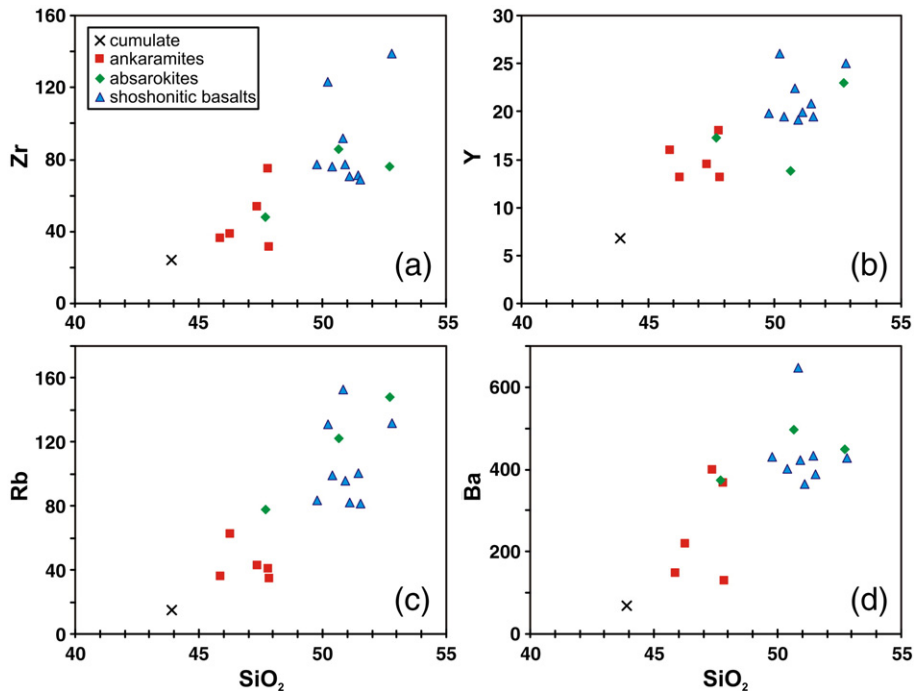 160
120
80
40
0
Zr
cumulate
ankaramites
absarokites
shoshonitic basalts
(a)
40 45 50 55
30
25
20
15
10
5
0
Y
(b)
40 45 50 55
160
120
80
40
0
Rb
(c)
40 45 50 55
SiO₂
600
400
200
0
Ba
(d)
40 45 50 55
SiO₂